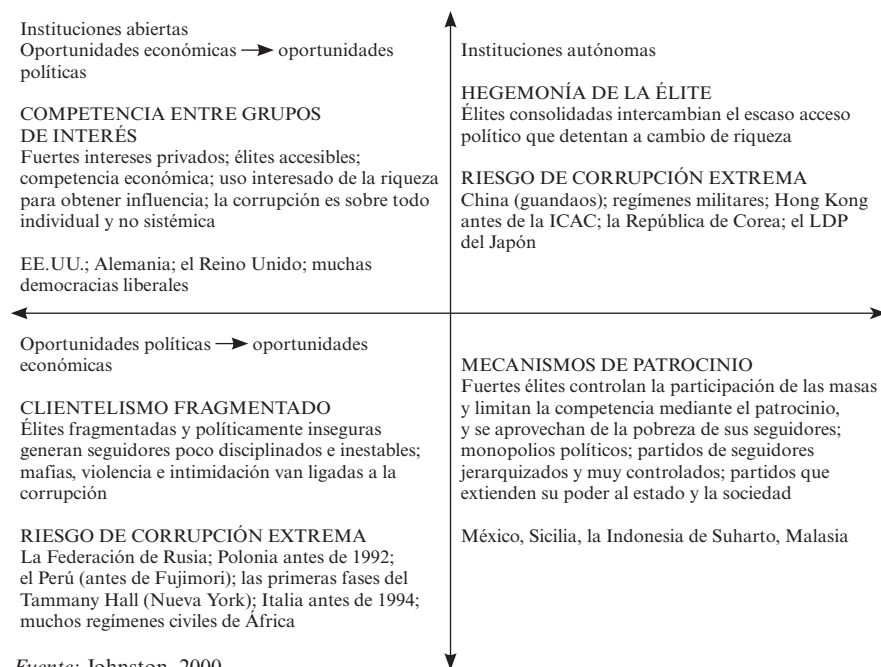 Instituciones abiertas
Oportunidades económicas → oportunidades
políticas
COMPETENCIA ENTRE GRUPOS
DE INTERÉS
Fuertes intereses privados; élites accesibles;
competencia económica; uso interesado de la riqueza
para obtener influencia; la corrupción es sobre todo
individual y no sistémica
EE.UU.; Alemania; el Reino Unido; muchas
democracias liberales
Instituciones autónomas
HEGEMONÍA DE LA ÉLITE
Élites consolidadas intercambian el escaso acceso
político que detentan a cambio de riqueza
RIESGO DE CORRUPCIÓN EXTREMA
China (guandaos); regímenes militares; Hong Kong
antes de la ICAC; la República de Corea; el LDP
del Japón
Oportunidades políticas → oportunidades
económicas
CLIENTELISMO FRAGMENTADO
Élites fragmentadas y políticamente inseguras
generan seguidores poco disciplinados e inestables;
mafias, violencia e intimidación van ligadas a la
corrupción
RIESGO DE CORRUPCIÓN EXTREMA
La Federación de Rusia; Polonia antes de 1992;
el Perú (antes de Fujimori); las primeras fases del
Tammany Hall (Nueva York); Italia antes de 1994;
muchos regímenes civiles de África
MECANISMOS DE PATROCINIO
Fuertes élites controlan la participación de las masas
y limitan la competencia mediante el patrocinio,
y se aprovechan de la pobreza de sus seguidores;
monopolios políticos; partidos de seguidores
jerarquizados y muy controlados; partidos que
extienden su poder al estado y la sociedad
México, Sicilia, la Indonesia de Suharto, Malasia
Fuente: Johnston, 2000